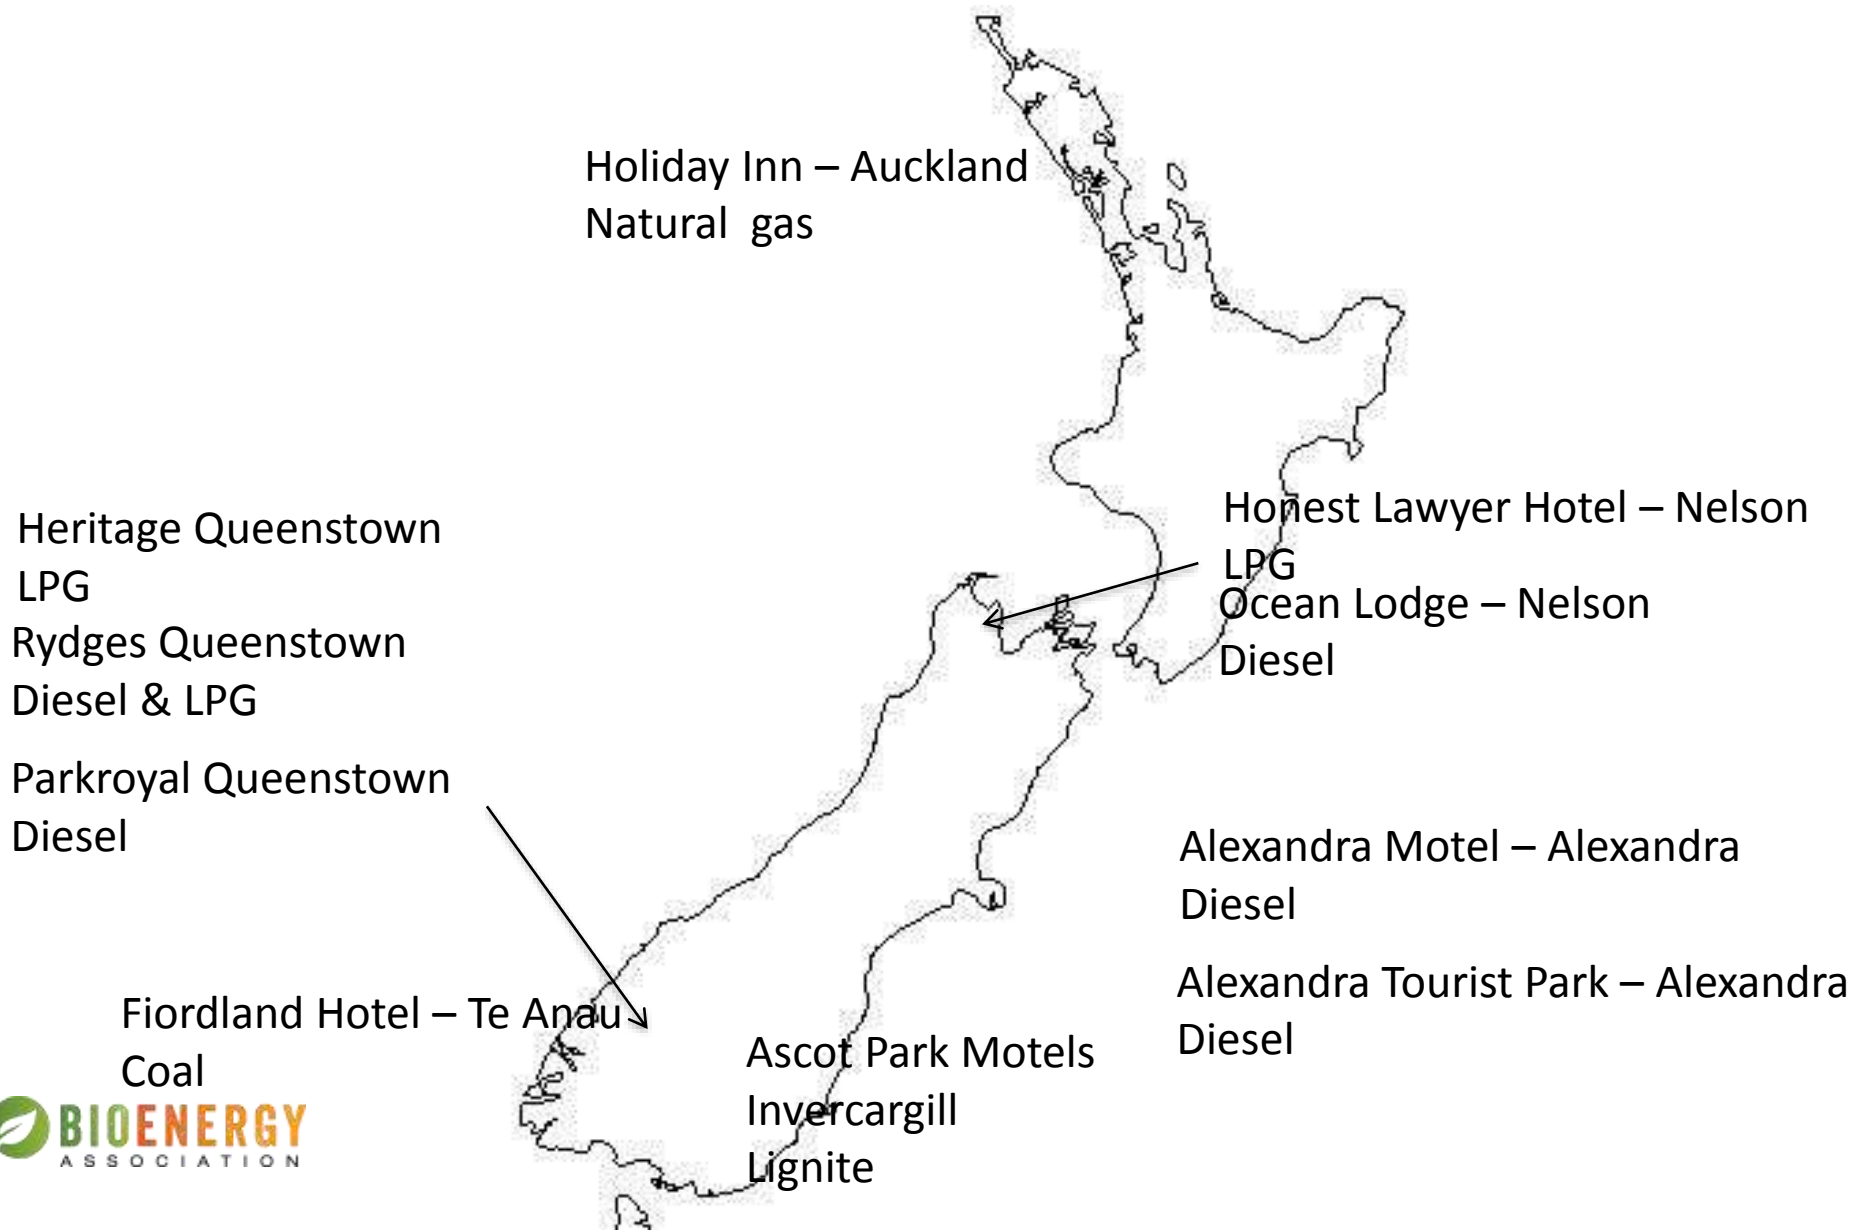 Holiday Inn – Auckland
Natural gas
Heritage Queenstown
LPG
Rydges Queenstown
Diesel & LPG
Parkroyal Queenstown
Diesel
Honest Lawyer Hotel – Nelson
LPG
Ocean Lodge – Nelson
Diesel
Alexandra Motel – Alexandra
Diesel
Alexandra Tourist Park – Alexandra
Diesel
Fiordland Hotel – Te Anau
Coal
Ascot Park Motels
Invercargill
Lignite
BIOENERGY
ASSOCIATION